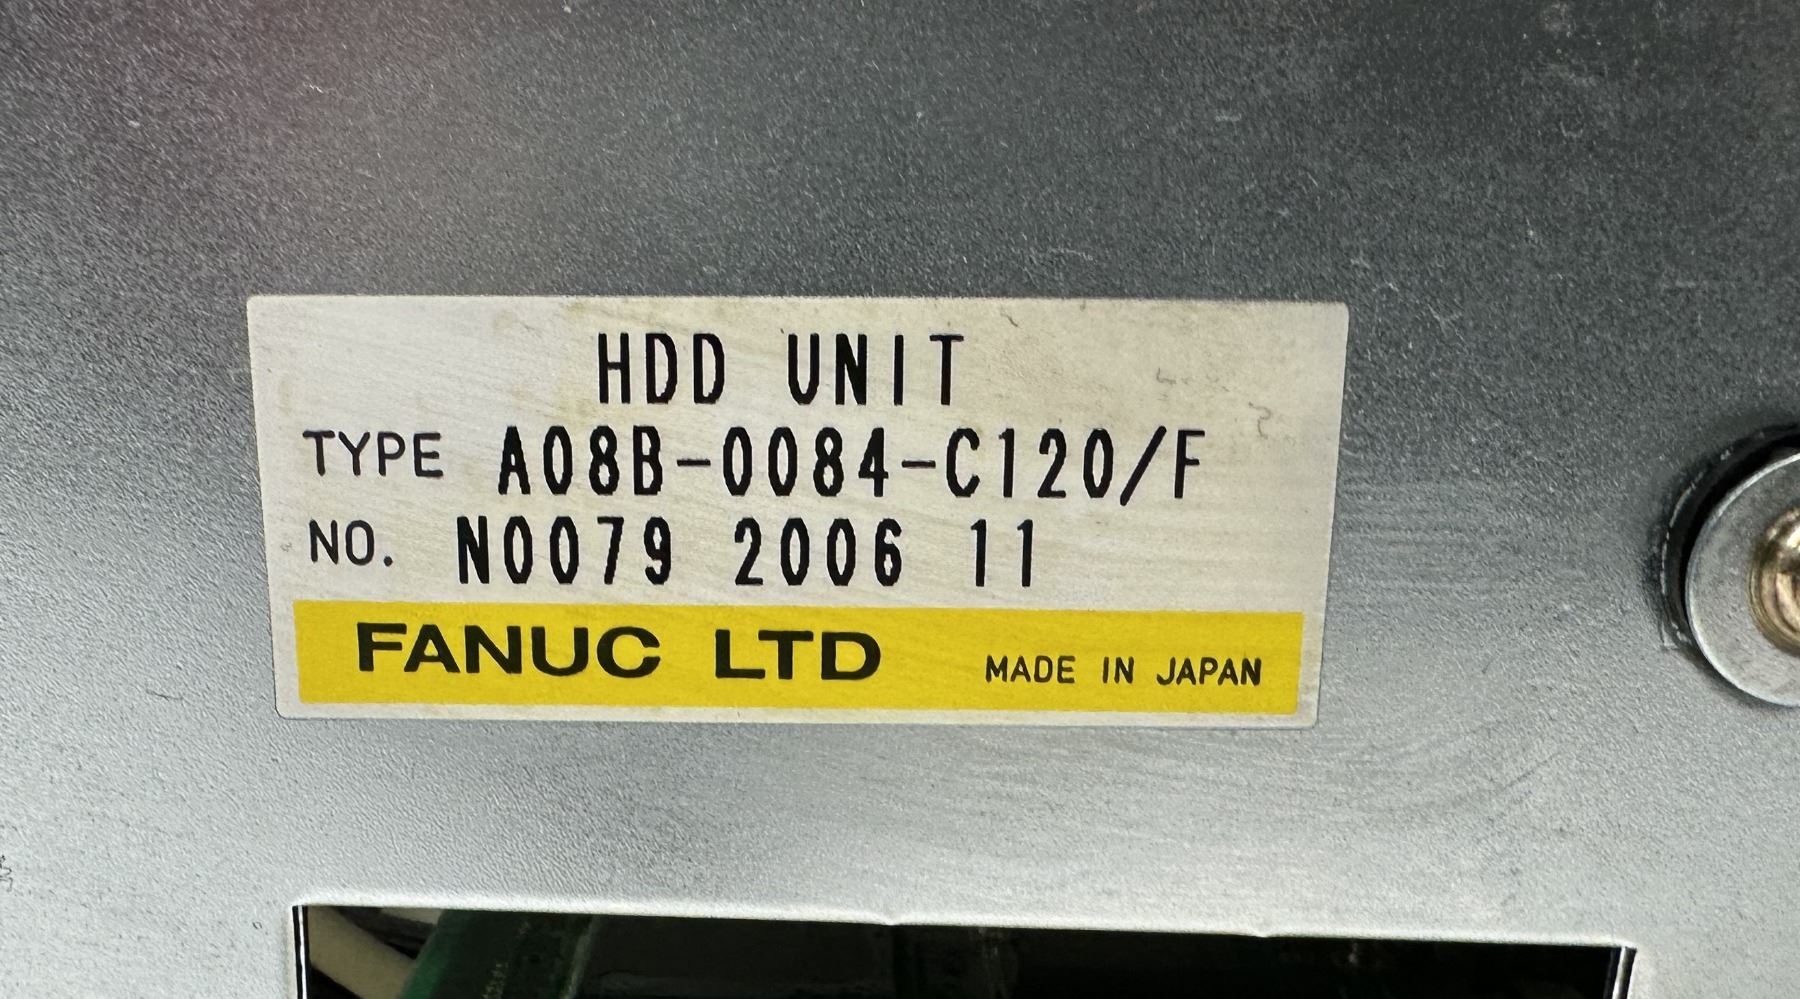 HDD UNIT
TYPE A08B-0084-C120/F
NO. N0079 2006 11
FANUC LTD MADE IN JAPAN